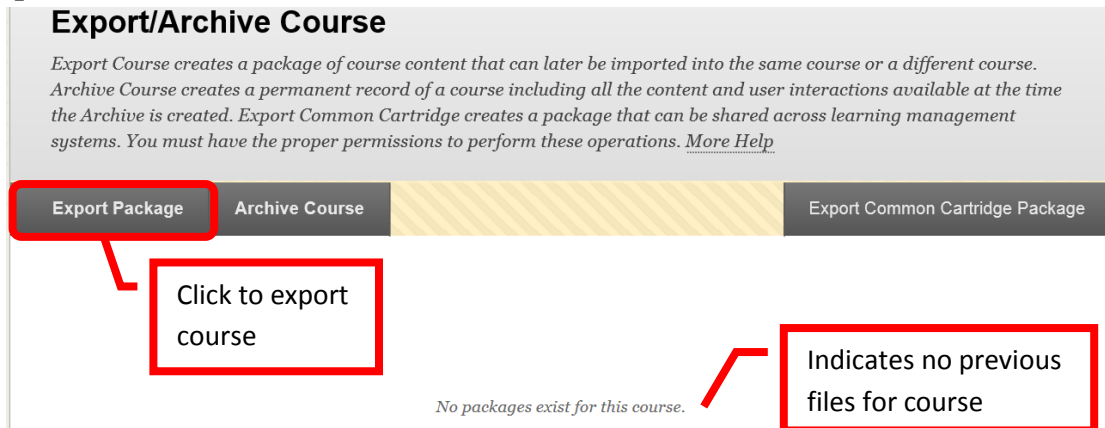 Export/Archive Course
Export Course creates a package of course content that can later be imported into the same course or a different course.
Archive Course creates a permanent record of a course including all the content and user interactions available at the time
the Archive is created. Export Common Cartridge creates a package that can be shared across learning management
systems. You must have the proper permissions to perform these operations. More Help
Export Package Archive Course Export Common Cartridge Package
Click to export
course
Indicates no previous
files for course
No packages exist for this course.